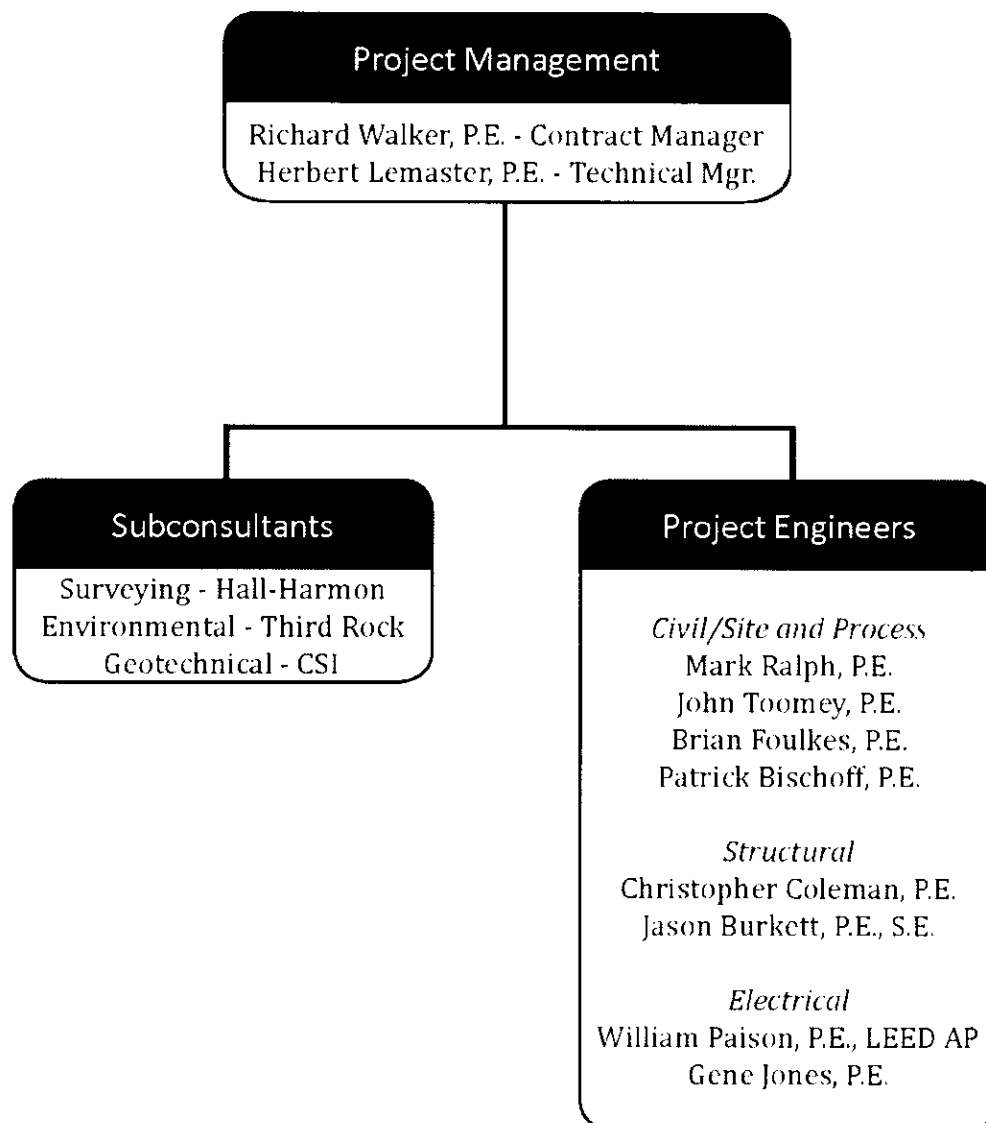 Project Management
Richard Walker, P.E. - Contract Manager
Herbert Lemaster, P.E. - Technical Mgr.
Subconsultants
Surveying - Hall-Harmon
Environmental - Third Rock
Geotechnical - CSI
Project Engineers
Civil/Site and Process
Mark Ralph, P.E.
John Toomey, P.E.
Brian Foulkes, P.E.
Patrick Bischoff, P.E.
Structural
Christopher Coleman, P.E.
Jason Burkett, P.E., S.E.
Electrical
William Paison, P.E., LEED AP
Gene Jones, P.E.